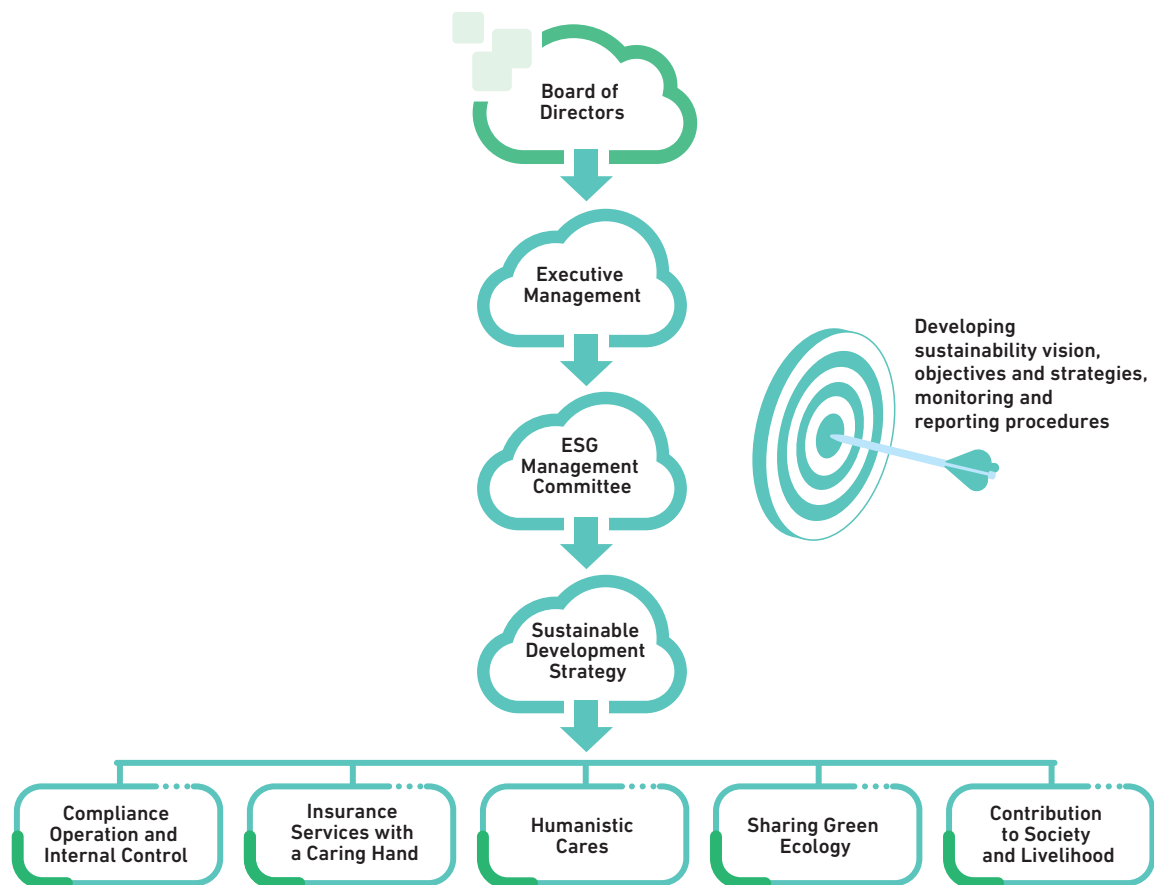 Board of
Directors
Executive
Management
Developing
sustainability vision,
objectives and strategies,
monitoring and
reporting procedures
ESG
Management
Committee
Sustainable
Development
Strategy
Compliance
Operation and
Internal Control
Insurance
Services with
a Caring Hand
Humanistic
Cares
Sharing Green
Ecology
Contribution
to Society
and Livelihood